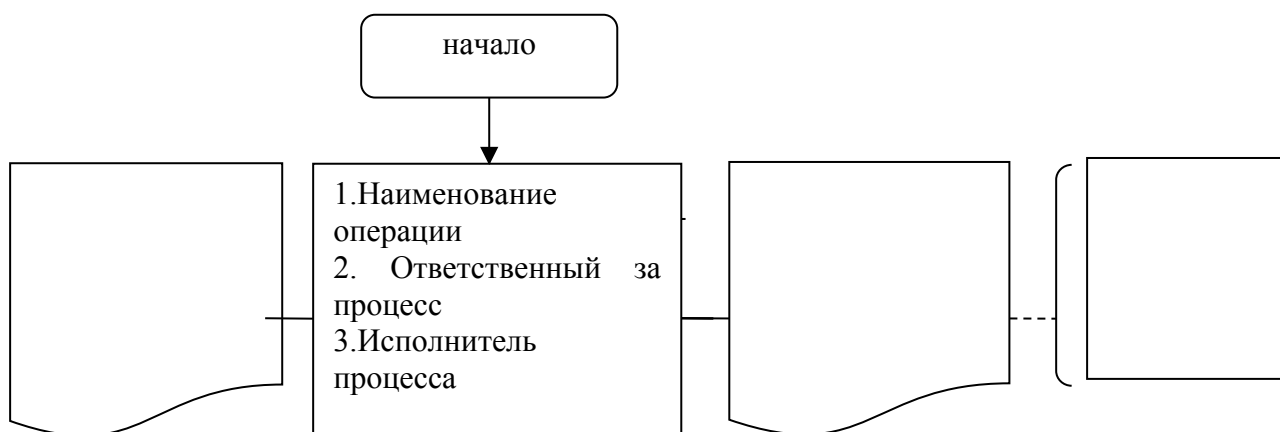 начало
1.Наименование
операции
2. Ответственный за
процесс
3.Исполнитель
процесса